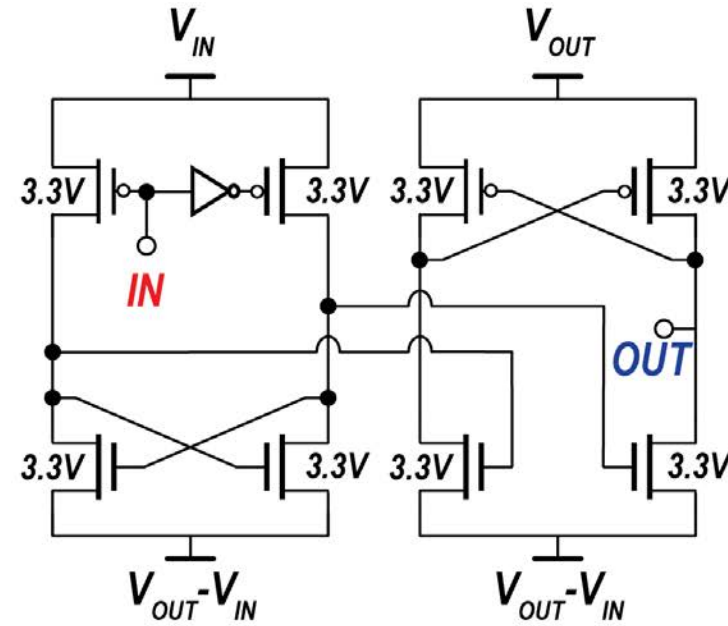 V_IN V_OUT
3.3V 3.3V 3.3V 3.3V
IN
OUT
3.3V 3.3V 3.3V 3.3V
V_OUT-V_IN V_OUT-V_IN